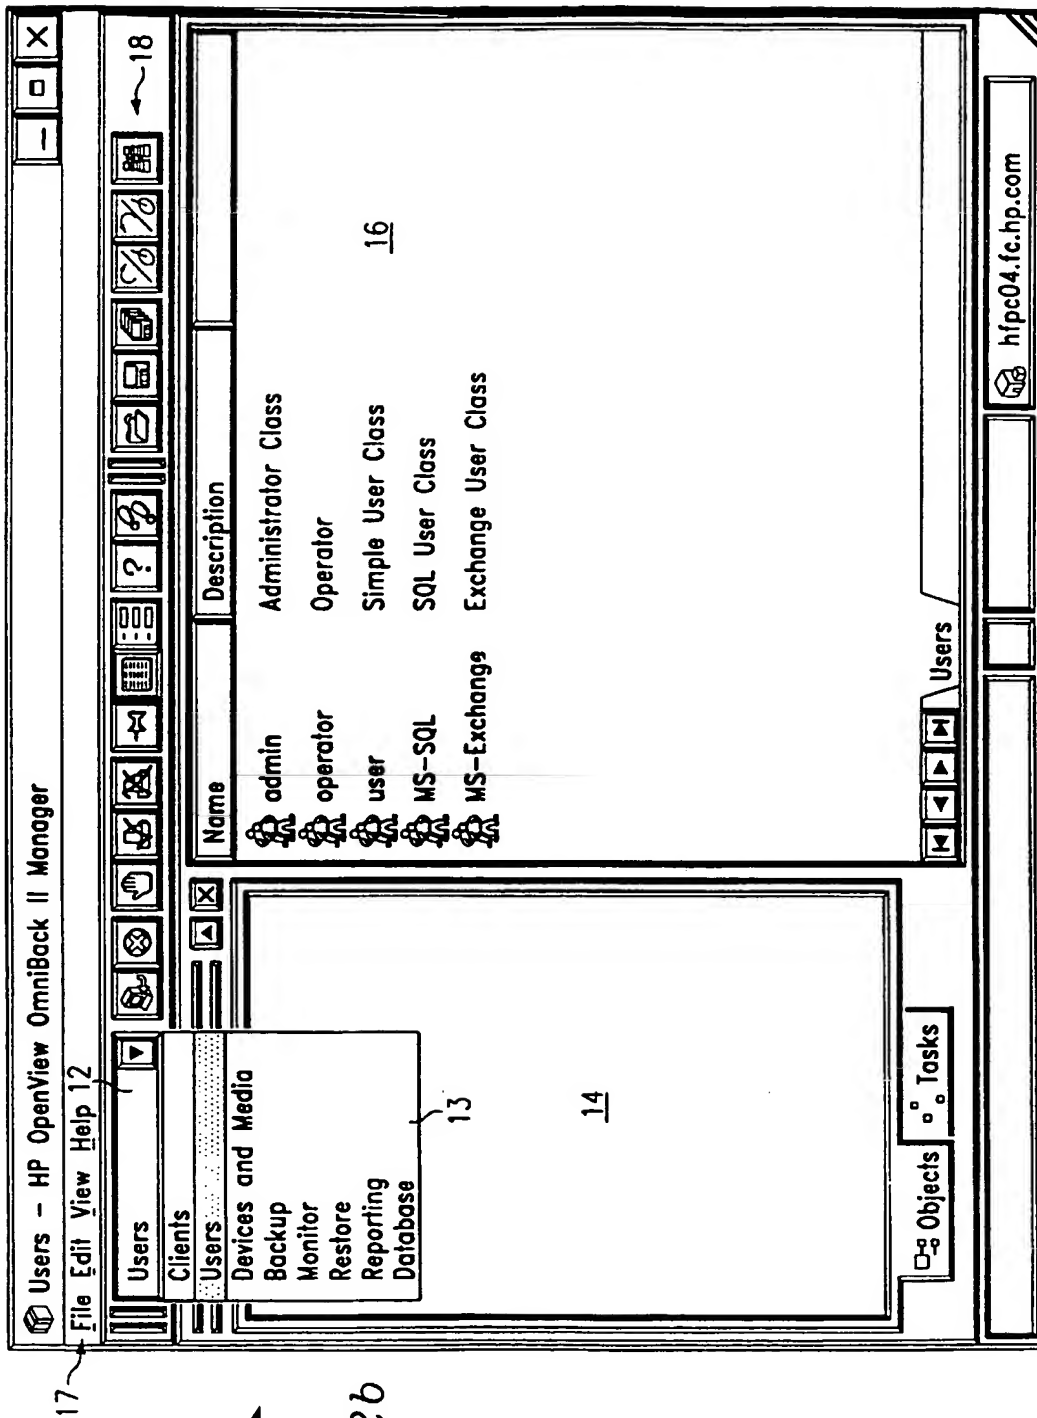 Users – HP OpenView OmniBack II Manager
17
File Edit View Help 12
18
Users
?
Clients
Users
Devices and Media
Backup
Monitor
Restore
Reporting
Database
13
14
Objects
Tasks
Name Description
admin Administrator Class
operator Operator
user Simple User Class
MS-SQL SQL User Class
MS-Exchange Exchange User Class
16
Users
hfpc04.fc.hp.com
2b